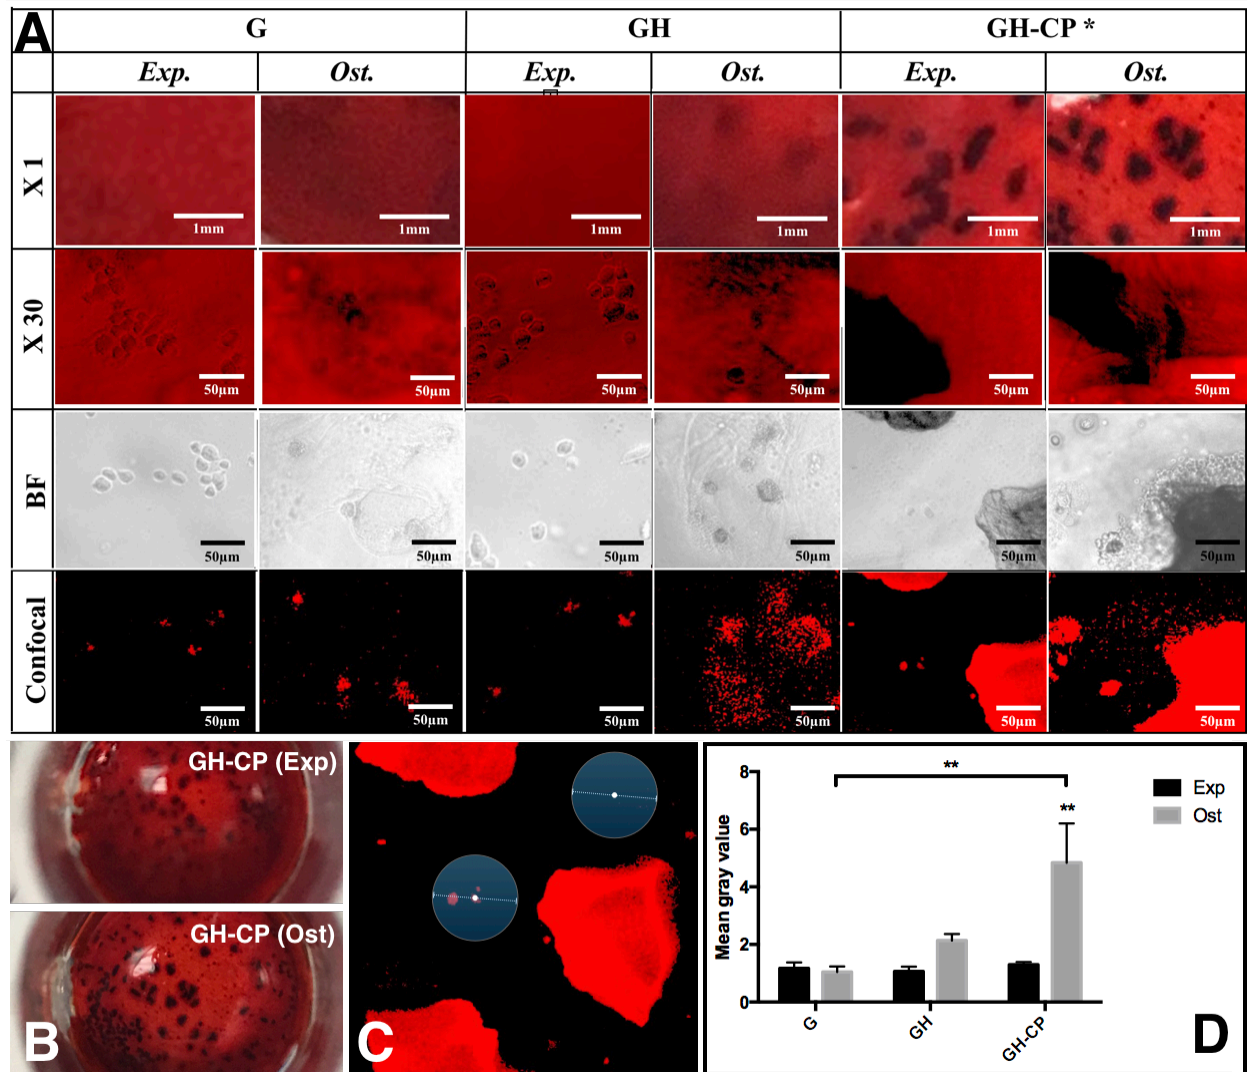 A
G GH GH-CP *
Exp. Ost. Exp. Ost. Exp. Ost.
X 1
1mm 1mm 1mm 1mm 1mm 1mm
X 30
50µm 50µm 50µm 50µm 50µm 50µm
BF
50µm 50µm 50µm 50µm 50µm 50µm
Confocal
50µm 50µm 50µm 50µm 50µm 50µm
GH-CP (Exp)
GH-CP (Ost)
B
C
Mean gray value
8
6
4
2
0
**
**
Exp
Ost
G
GH
GH-CP
D